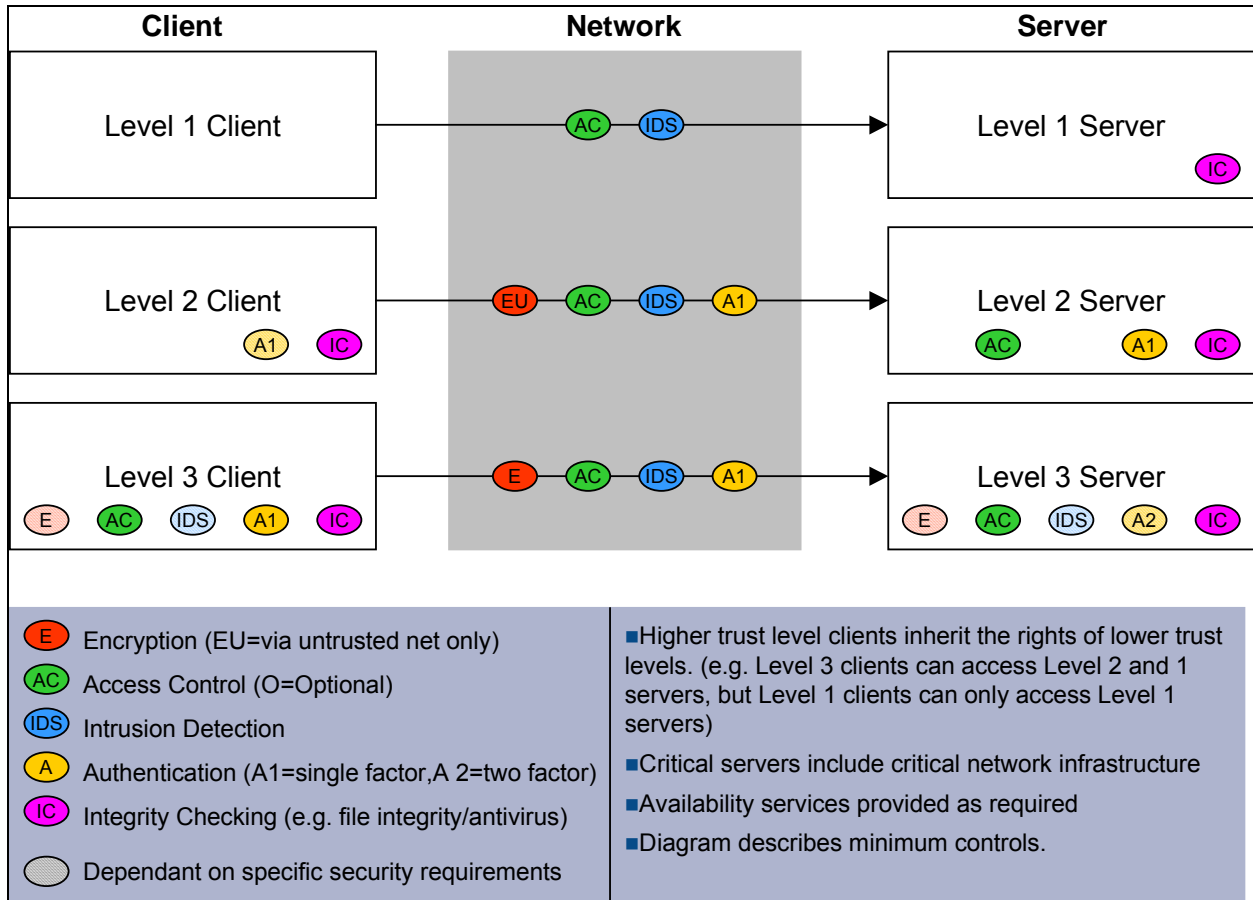 Client
Network
Server
Level 1 Client
AC
IDS
Level 1 Server
IC
Level 2 Client
A1
IC
EU
AC
IDS
A1
Level 2 Server
AC
A1
IC
Level 3 Client
E
AC
IDS
A1
IC
E
AC
IDS
A1
Level 3 Server
E
AC
IDS
A2
IC
E Encryption (EU=via untrusted net only)
AC Access Control (O=Optional)
IDS Intrusion Detection
A Authentication (A1=single factor,A 2=two factor)
IC Integrity Checking (e.g. file integrity/antivirus)
Dependant on specific security requirements
■Higher trust level clients inherit the rights of lower trust
levels. (e.g. Level 3 clients can access Level 2 and 1
servers, but Level 1 clients can only access Level 1
servers)
■Critical servers include critical network infrastructure
■Availability services provided as required
■Diagram describes minimum controls.